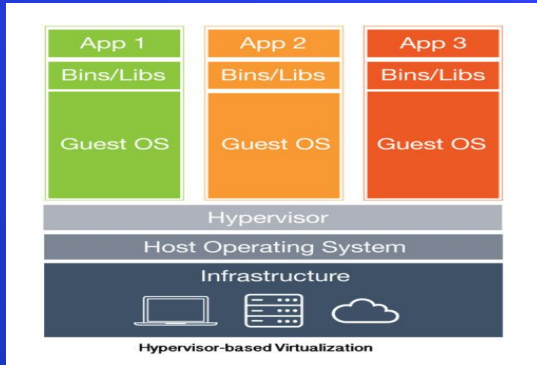 App 1
App 2
App 3
Bins/Libs
Bins/Libs
Bins/Libs
Guest OS
Guest OS
Guest OS
Hypervisor
Host Operating System
Infrastructure
Hypervisor-based Virtualization